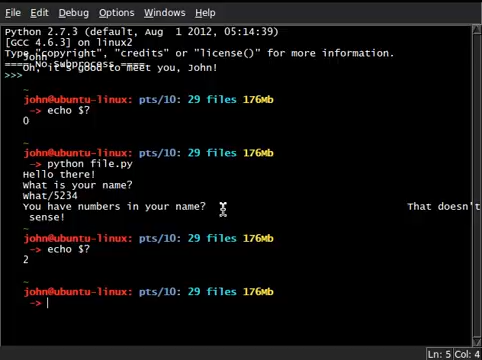 File Edit Debug Options Windows Help
Python 2.7.3 (default, Aug  1 2012, 05:14:39)
[GCC 4.6.3] on linux2
Type "copyright", "credits" or "license()" for more information.
John
==== No Subprocess ====
Oh, it's good to meet you, John!
>>>
~
john@ubuntu-linux: pts/10: 29 files 176Mb
-> echo $?
0
~
john@ubuntu-linux: pts/10: 29 files 176Mb
-> python file.py
Hello there!
What is your name?
What/5234
You have numbers in your name? That doesn't
sense!
~
john@ubuntu-linux: pts/10: 29 files 176Mb
-> echo $?
2
~
john@ubuntu-linux: pts/10: 29 files 176Mb
->
Ln: 5 Col: 4